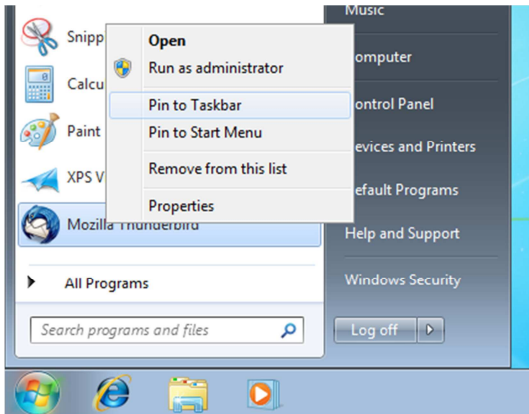 Snipp
Calcu
Paint
XPS V
Mozilla Thunderbird
All Programs
Search programs and files
Open
Run as administrator
Pin to Taskbar
Pin to Start Menu
Remove from this list
Properties
Music
omputer
ontrol Panel
evices and Printers
efault Programs
Help and Support
Windows Security
Log off